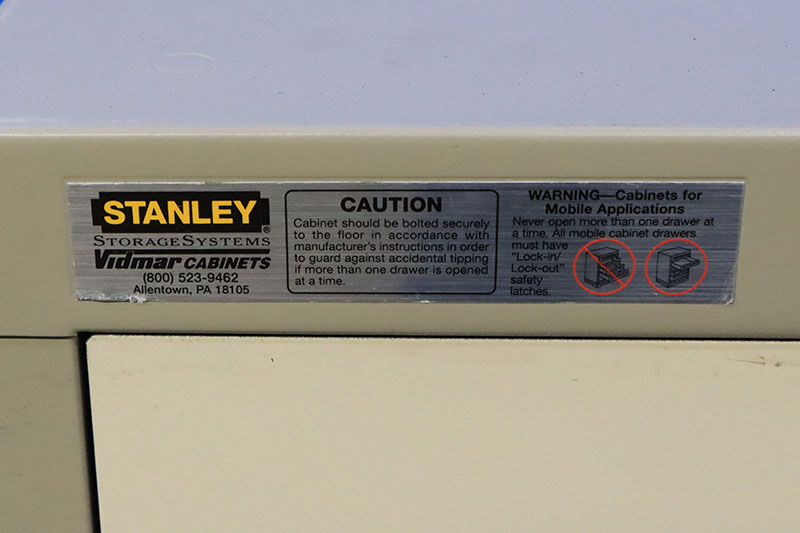 STANLEY®
STORAGESYSTEMS
Vidmar CABINETS
(800) 523-9462
Allentown, PA 18105
CAUTION
Cabinet should be bolted securely
to the floor in accordance with
manufacturer's instructions in order
to guard against accidental tipping
if more than one drawer is opened
at a time.
WARNING—Cabinets for
Mobile Applications
Never open more than one drawer at
a time. All mobile cabinet drawers
must have
"Lock-in/
Lock-out"
safety
latches.